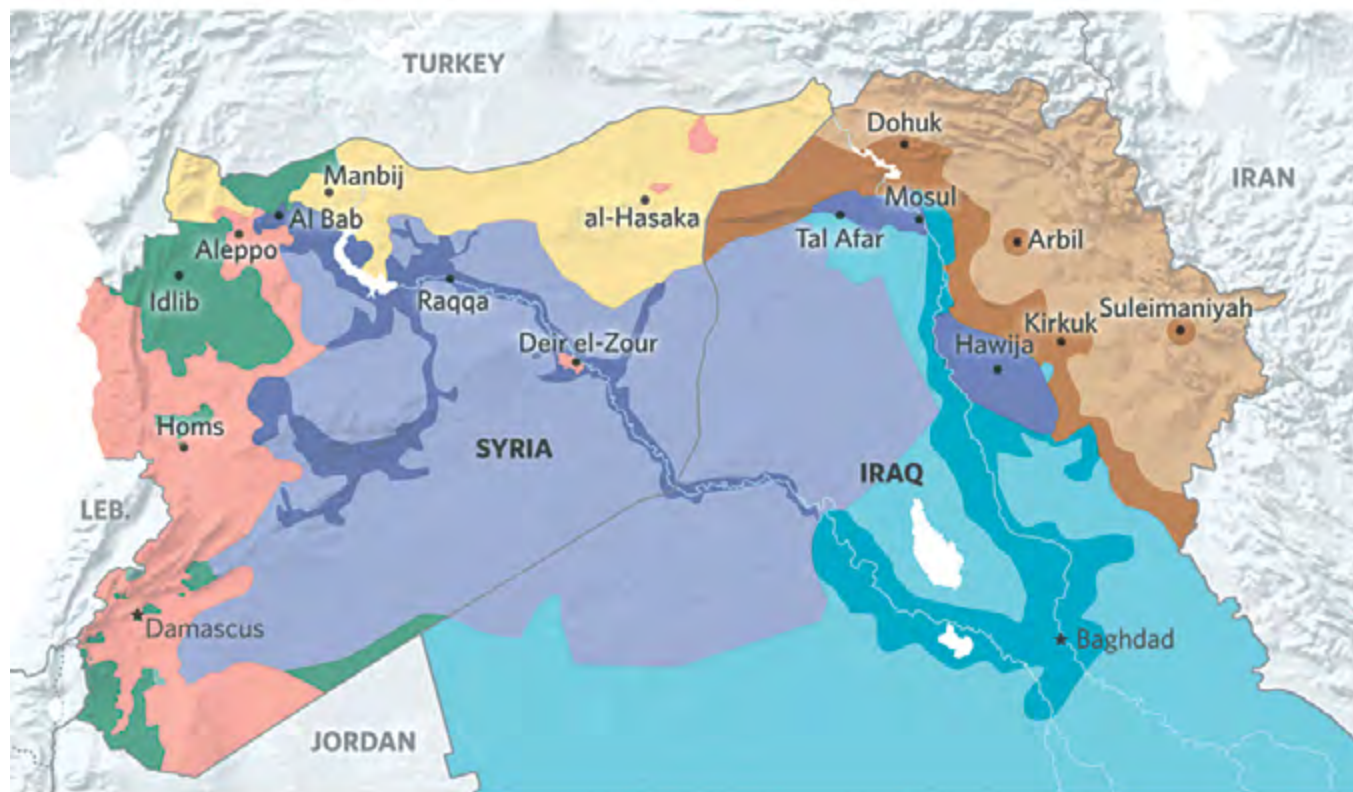 TURKEY
Dohuk
IRAN
Manbij
Mosul
al-Hasaka
Al Bab
Tal Afar
Arbil
Aleppo
Idlib
Raqqa
Suleimaniyah
Kirkuk
Deir el-Zour
Hawija
Homs
SYRIA
IRAQ
LEB.
Damascus
Baghdad
JORDAN